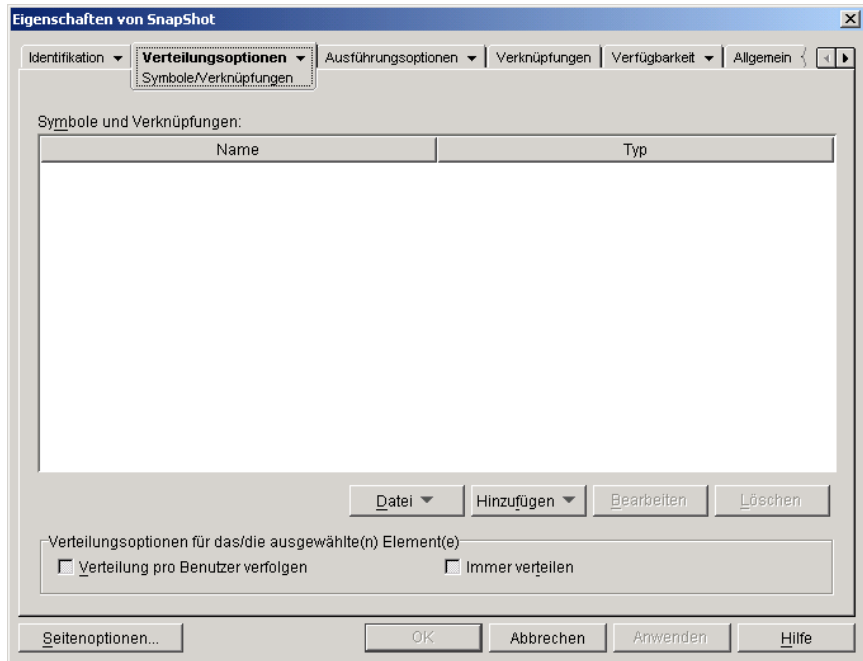 Eigenschaften von SnapShot
Identifikation Verteilungsoptionen Ausführungsoptionen Verknüpfungen Verfügbarkeit Allgemein
Symbole/Verknüpfungen
Symbole und Verknüpfungen:
Name Typ
Datei Hinzufügen Bearbeiten Löschen
Verteilungsoptionen für das/die ausgewählte(n) Element(e)
Verteilung pro Benutzer verfolgen Immer verteilen
Seitenoptionen... OK Abbrechen Anwenden Hilfe